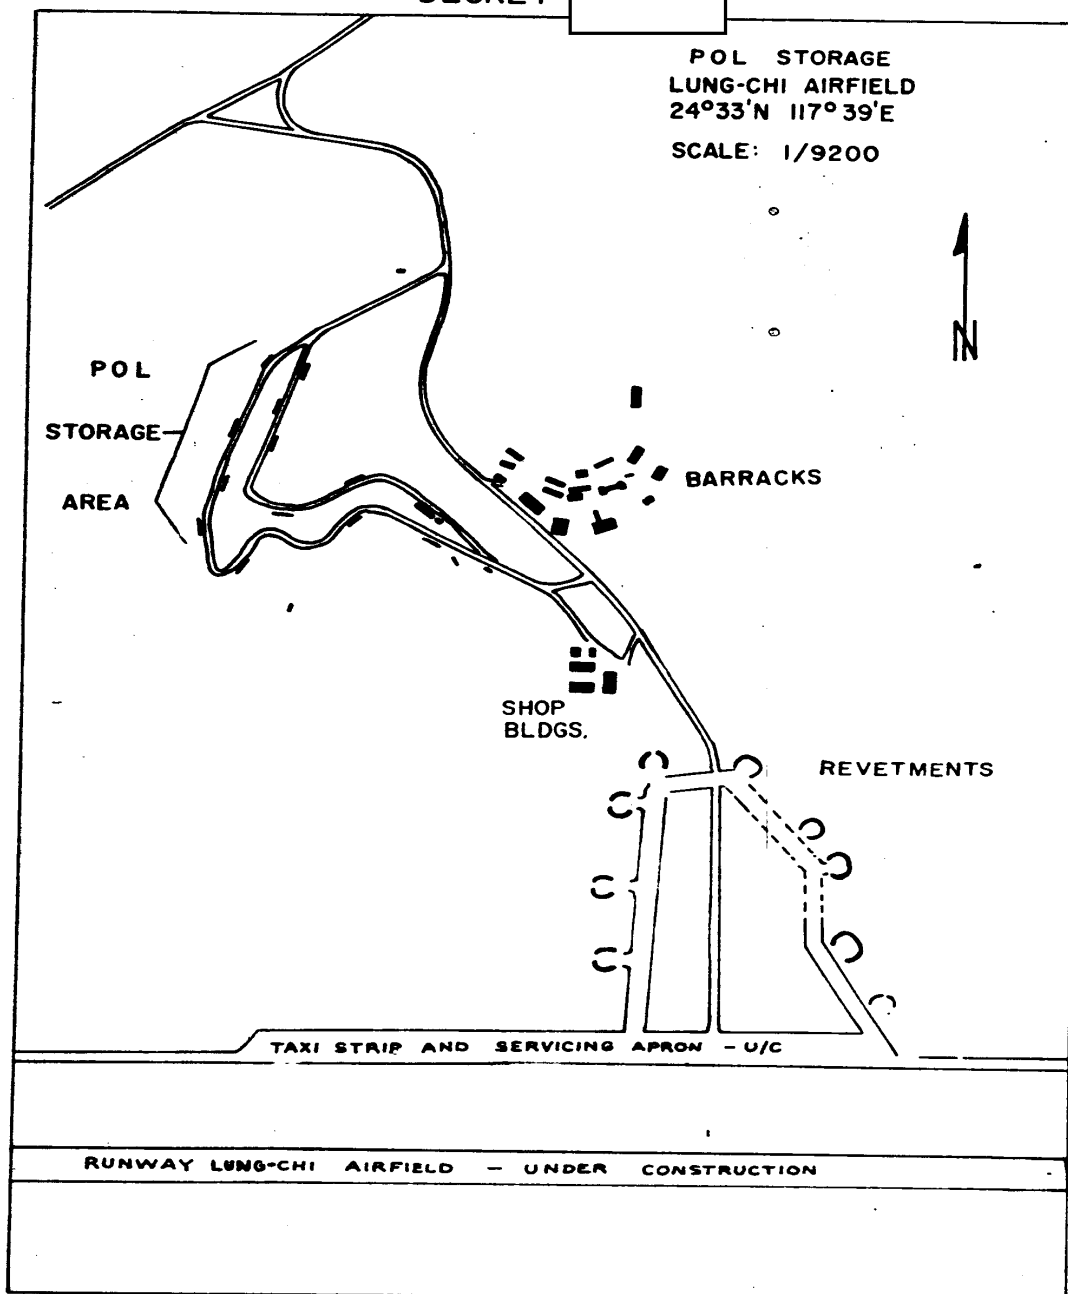 SECRET
POL STORAGE
LUNG-CHI AIRFIELD
24°33'N 117°39'E
SCALE: 1/9200
N
POL
STORAGE
AREA
BARRACKS
SHOP
BLDGS.
REVETMENTS
TAXI STRIP AND SERVICING APRON - U/C
RUNWAY LUNG-CHI AIRFIELD - UNDER CONSTRUCTION